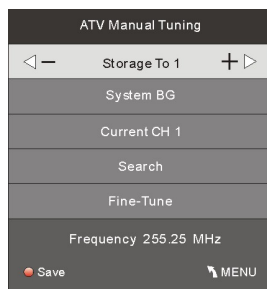 ATV Manual Tuning
Storage To 1
System BG
Current CH 1
Search
Fine-Tune
Frequency 255.25 MHz
Save MENU